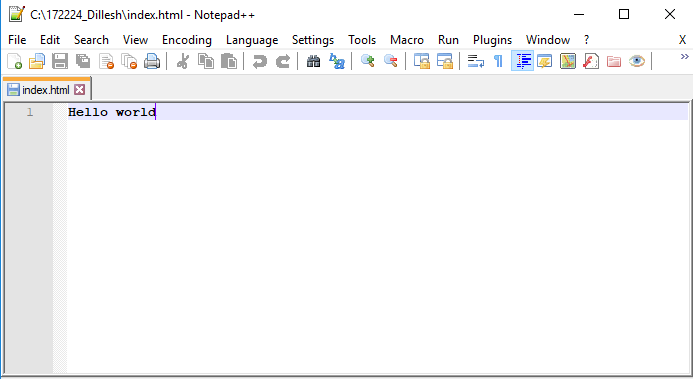 C:\172224_Dillesh\index.html - Notepad++
File Edit Search View Encoding Language Settings Tools Macro Run Plugins Window ? X
index.html
1 Hello world